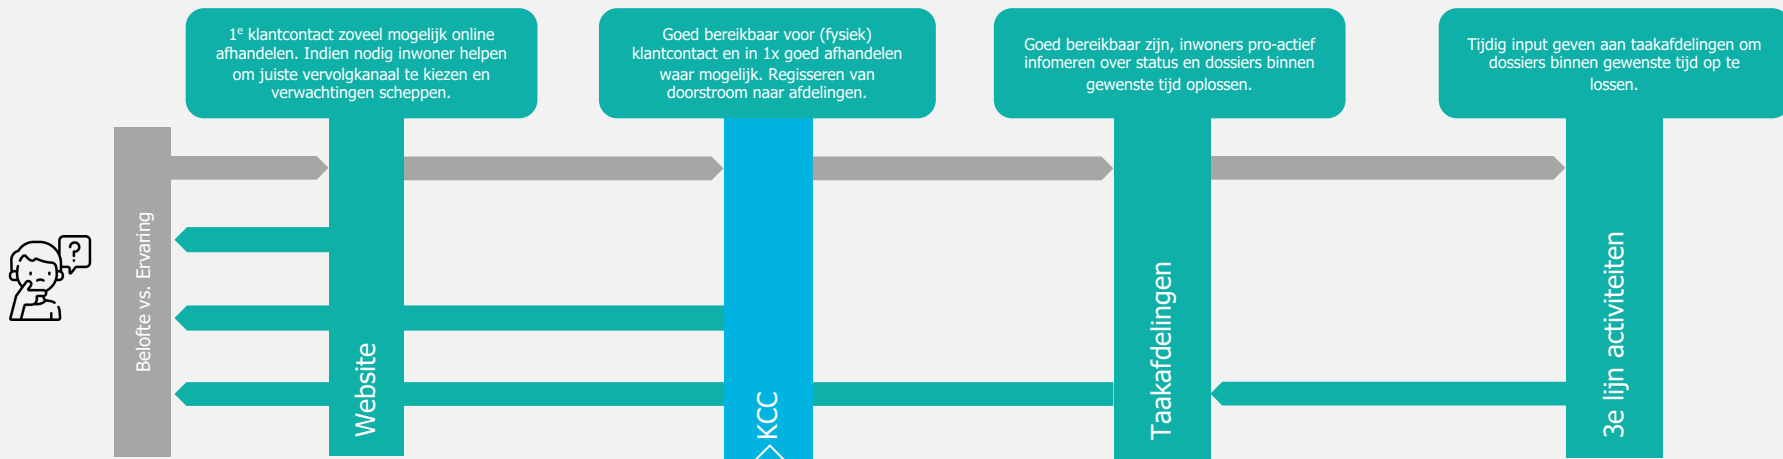 1e klantcontact zoveel mogelijk online
afhandelen. Indien nodig inwoner helpen
om juiste vervolgkanaal te kiezen en
verwachtingen scheppen.
Goed bereikbaar voor (fysiek)
klantcontact en in 1x goed afhandelen
waar mogelijk. Regisseren van
doorstroom naar afdelingen.
Goed bereikbaar zijn, inwoners pro-actief
infomeren over status en dossiers binnen
gewenste tijd oplossen.
Tijdig input geven aan taakafdelingen om
dossiers binnen gewenste tijd op te
lossen.
?
Belofte vs. Ervaring
Website
KCC
Taakafdelingen
3e lijn activiteiten